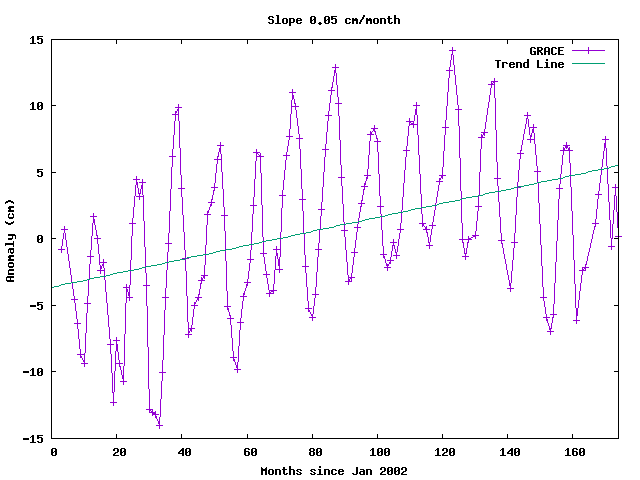 Slope 0.05 cm/month
GRACE
Trend Line
Anomaly (cm)
15
10
5
0
-5
-10
-15
0 20 40 60 80 100 120 140 160
Months since Jan 2002